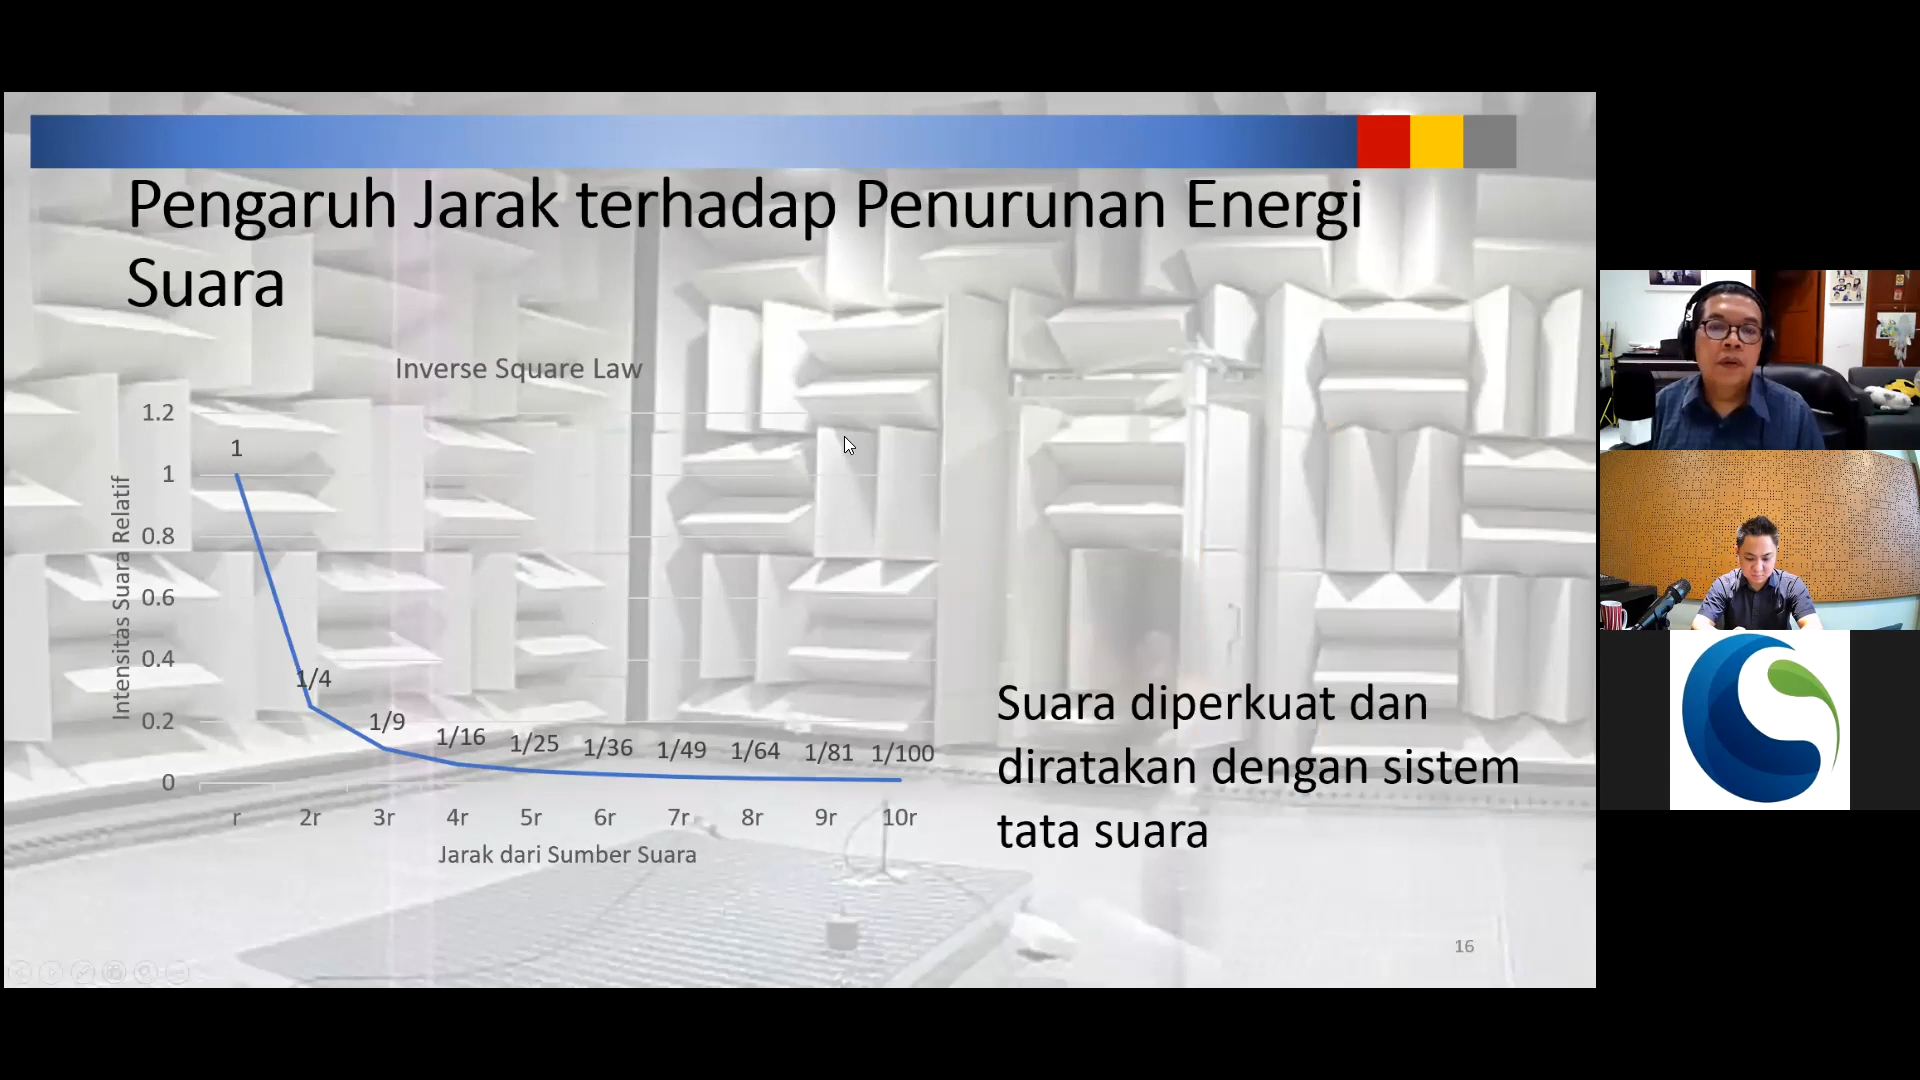 Pengaruh Jarak terhadap Penurunan Energi
Suara
Inverse Square Law
1.2
1
0.8
0.6
0.4
0.2
0
Intensitas Suara Relatif
1
1/4
1/9
1/16
1/25
1/36
1/49
1/64
1/81
1/100
r
2r
3r
4r
5r
6r
7r
8r
9r
10r
Jarak dari Sumber Suara
Suara diperkuat dan
diratakan dengan sistem
tata suara
16